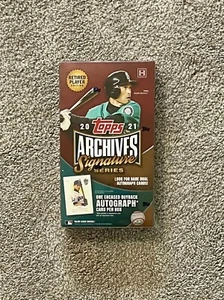 RETIRED PLAYER
EDITION
H
Topps
20 21
ARCHIVES
Signature
SERIES
LOOK FOR RARE DUAL
AUTOGRAPH CARDS!
ONE ENCASED BUYBACK
AUTOGRAPH
CARD PER BOX